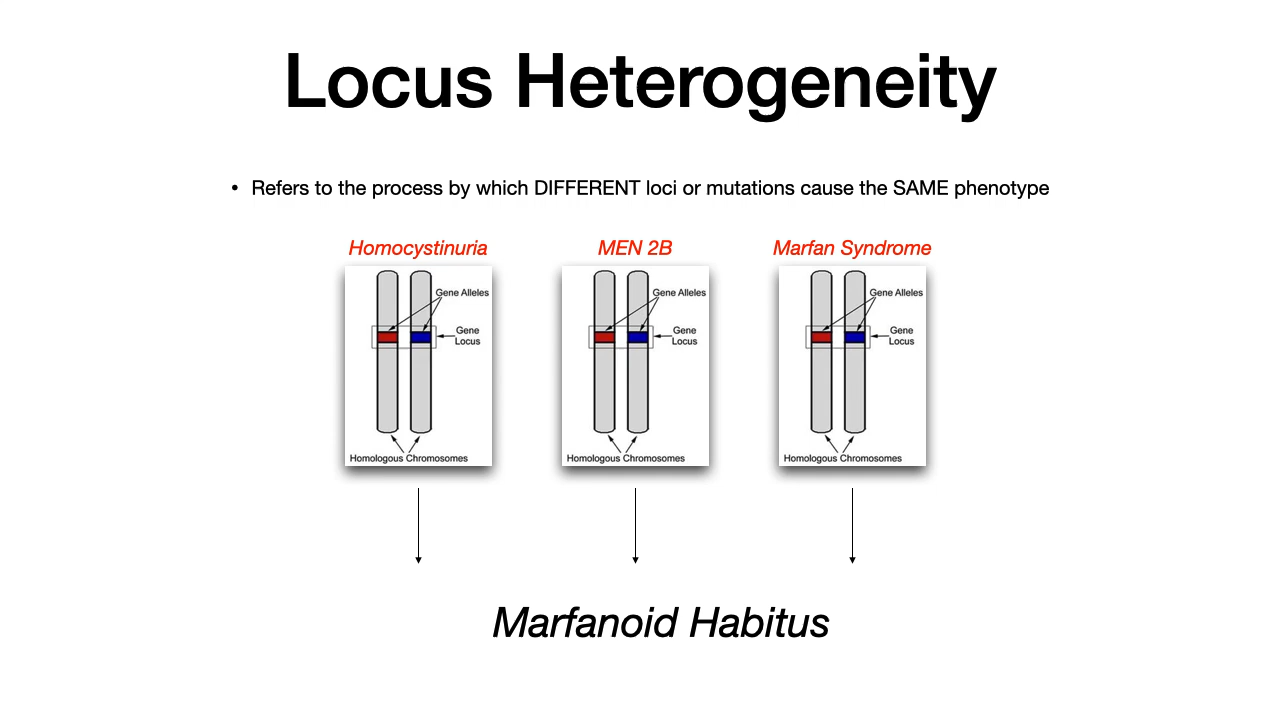 Locus Heterogeneity
• Refers to the process by which DIFFERENT loci or mutations cause the SAME phenotype
Homocystinuria
Gene Alleles
Gene
Locus
Homologous Chromosomes
MEN 2B
Gene Alleles
Gene
Locus
Homologous Chromosomes
Marfan Syndrome
Gene Alleles
Gene
Locus
Homologous Chromosomes
Marfanoid Habitus